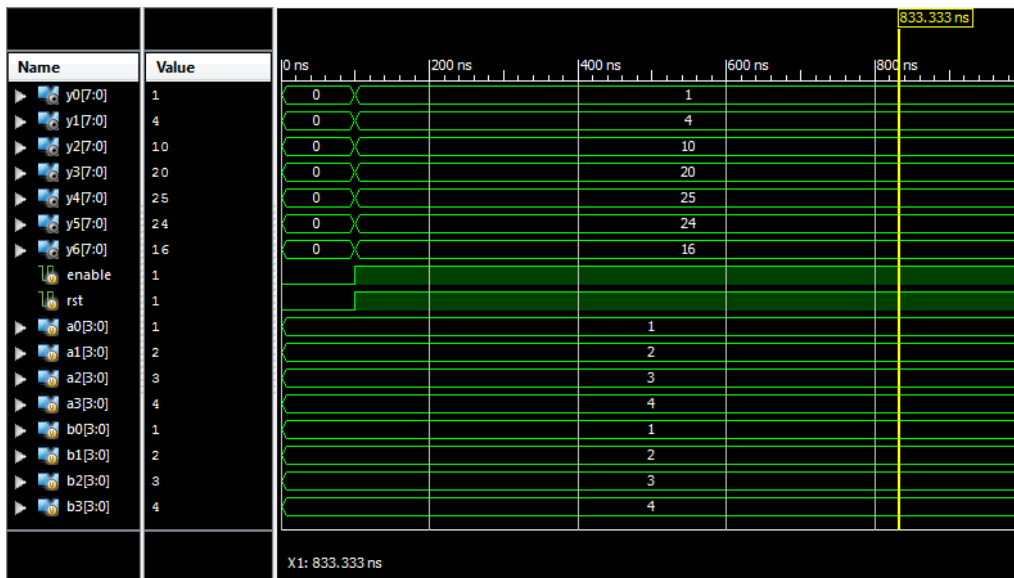 833.333 ns
Name Value 0 ns 200 ns 400 ns 600 ns 800 ns
y0[7:0] 1 0 1
y1[7:0] 4 0 4
y2[7:0] 10 0 10
y3[7:0] 20 0 20
y4[7:0] 25 0 25
y5[7:0] 24 0 24
y6[7:0] 16 0 16
enable 1
rst 1
a0[3:0] 1 1
a1[3:0] 2 2
a2[3:0] 3 3
a3[3:0] 4 4
b0[3:0] 1 1
b1[3:0] 2 2
b2[3:0] 3 3
b3[3:0] 4 4
X1: 833.333 ns